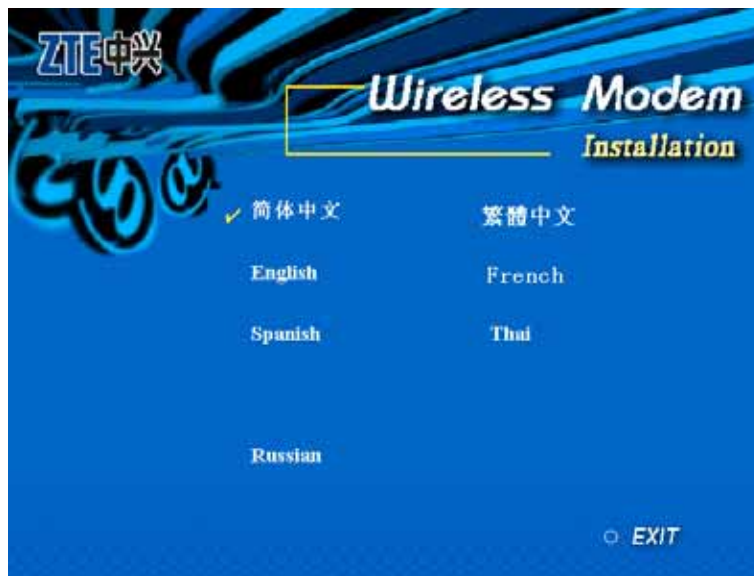 ZTE中兴
Wireless Modem
Installation
简体中文 繁體中文
English French
Spanish Thai
Russian
EXIT